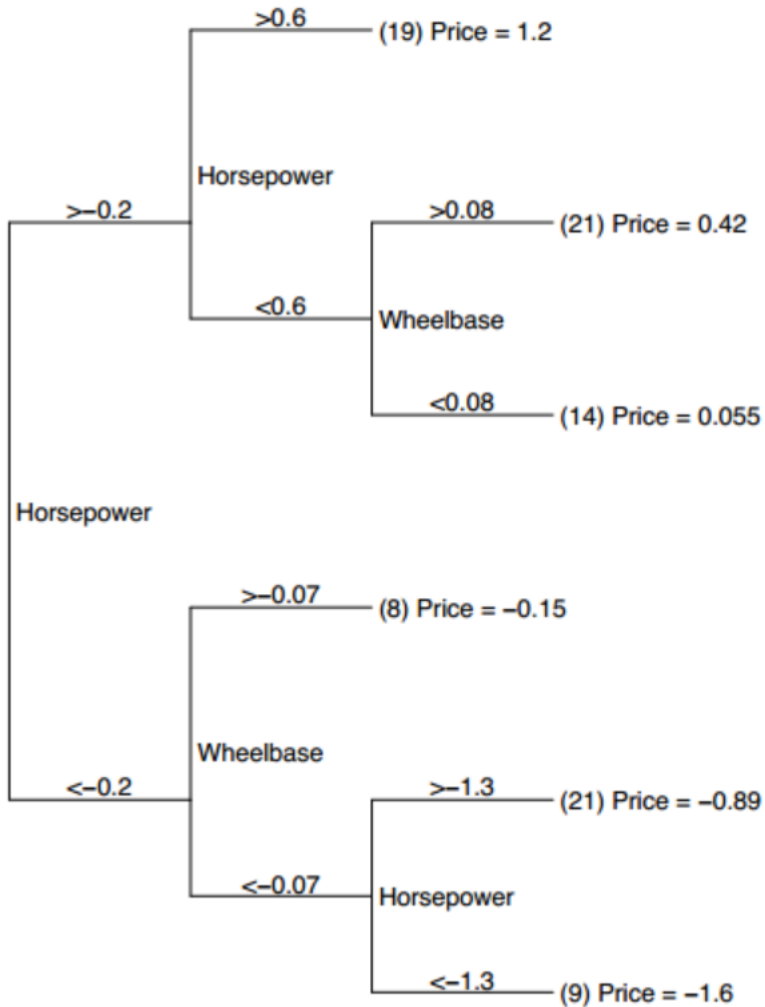 >0.6
(19) Price = 1.2
Horsepower
>−0.2
>0.08
(21) Price = 0.42
<0.6
Wheelbase
<0.08
(14) Price = 0.055
Horsepower
>−0.07
(8) Price = −0.15
Wheelbase
<−0.2
>−1.3
(21) Price = −0.89
<−0.07
Horsepower
<−1.3
(9) Price = −1.6